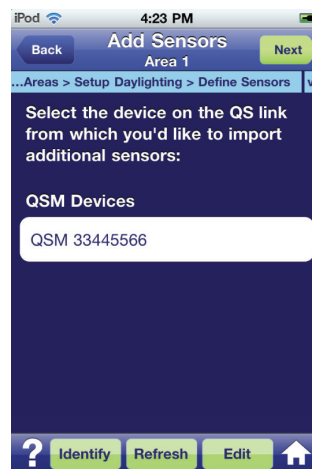 iPod 4:23 PM
Back Add Sensors Next
Area 1
...Areas > Setup Daylighting > Define Sensors v
Select the device on the QS link
from which you'd like to import
additional sensors:
QSM Devices
QSM 33445566
? Identify Refresh Edit